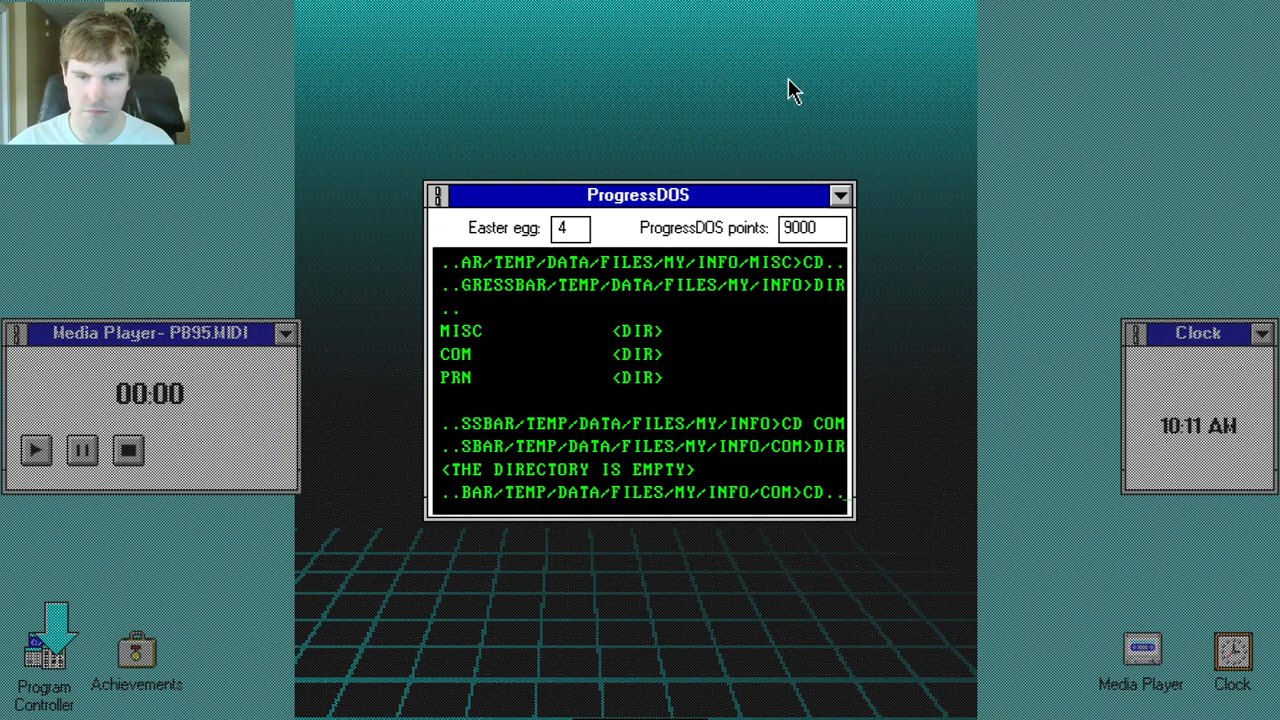 ProgressDOS
Easter egg: 4 ProgressDOS points: 9000
..AR/TEMP/DATA/FILES/MY/INFO/MISC>CD..
..GRESSBAR/TEMP/DATA/FILES/MY/INFO>DIR
..
MISC <DIR>
COM <DIR>
PRN <DIR>
..SSBAR/TEMP/DATA/FILES/MY/INFO>CD COM
..SBAR/TEMP/DATA/FILES/MY/INFO/COM>DIR
<THE DIRECTORY IS EMPTY>
..BAR/TEMP/DATA/FILES/MY/INFO/COM>CD.._
Media Player- PB95.MIDI
00:00
Clock
10:11 AM
Program
Controller
Achievements
Media Player
Clock